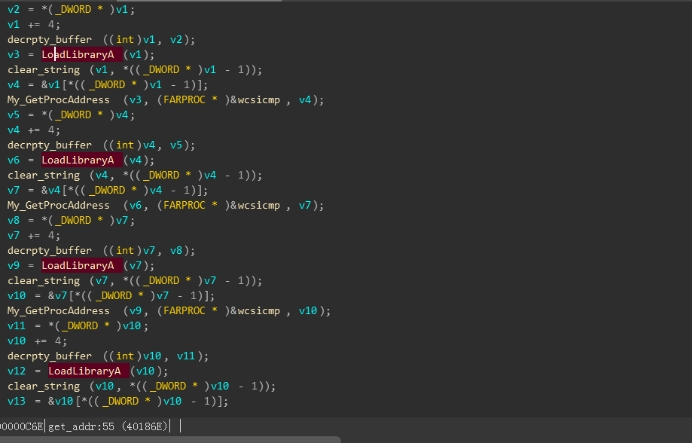 v2 = *(_DWORD *)v1;
v1 += 4;
decrpty_buffer ((int)v1, v2);
v3 = LoadLibraryA (v1);
clear_string (v1, *((_DWORD *)v1 - 1));
v4 = &v1[*((_DWORD *)v1 - 1)];
My_GetProcAddress (v3, (FARPROC *)&wcsicmp, v4);
v5 = *(_DWORD *)v4;
v4 += 4;
decrpty_buffer ((int)v4, v5);
v6 = LoadLibraryA (v4);
clear_string (v4, *((_DWORD *)v4 - 1));
v7 = &v4[*((_DWORD *)v4 - 1)];
My_GetProcAddress (v6, (FARPROC *)&wcsicmp, v7);
v8 = *(_DWORD *)v7;
v7 += 4;
decrpty_buffer ((int)v7, v8);
v9 = LoadLibraryA (v7);
clear_string (v7, *((_DWORD *)v7 - 1));
v10 = &v7[*((_DWORD *)v7 - 1)];
My_GetProcAddress (v9, (FARPROC *)&wcsicmp, v10);
v11 = *(_DWORD *)v10;
v10 += 4;
decrpty_buffer ((int)v10, v11);
v12 = LoadLibraryA (v10);
clear_string (v10, *((_DWORD *)v10 - 1));
v13 = &v10[*((_DWORD *)v10 - 1)];
00000C6E get_addr:55 (40186E)